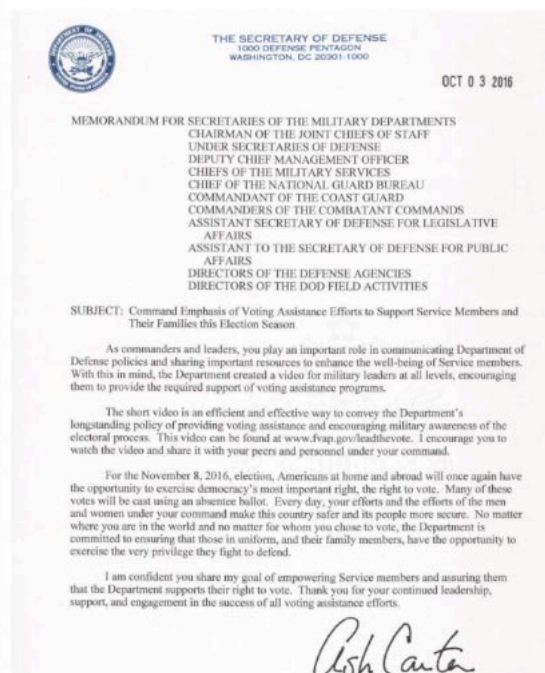 THE SECRETARY OF DEFENSE
1000 DEFENSE PENTAGON
WASHINGTON, DC 20301-1000
OCT 03 2016
MEMORANDUM FOR SECRETARIES OF THE MILITARY DEPARTMENTS
CHAIRMAN OF THE JOINT CHIEFS OF STAFF
UNDER SECRETARIES OF DEFENSE
DEPUTY CHIEF MANAGEMENT OFFICER
CHIEFS OF THE MILITARY SERVICES
CHIEF OF THE NATIONAL GUARD BUREAU
COMMANDANT OF THE COAST GUARD
COMMANDERS OF THE COMBATANT COMMANDS
ASSISTANT SECRETARY OF DEFENSE FOR LEGISLATIVE
AFFAIRS
ASSISTANT TO THE SECRETARY OF DEFENSE FOR PUBLIC
AFFAIRS
DIRECTORS OF THE DEFENSE AGENCIES
DIRECTORS OF THE DOD FIELD ACTIVITIES
SUBJECT: Command Emphasis of Voting Assistance Efforts to Support Service Members and
Their Families this Election Season
As commanders and leaders, you play an important role in communicating Department of
Defense policies and sharing important resources to enhance the well-being of Service members.
With this in mind, the Department created a video for military leaders at all levels, encouraging
them to provide the required support of voting assistance programs.
The short video is an efficient and effective way to convey the Department's
longstanding policy of providing voting assistance and encouraging military awareness of the
electoral process. This video can be found at www.fvap.gov/leadthevote. I encourage you to
watch the video and share it with your peers and personnel under your command.
For the November 8, 2016, election, Americans at home and abroad will once again have
the opportunity to exercise democracy's most important right, the right to vote. Many of these
votes will be cast using an absentee ballot. Every day, your efforts and the efforts of the men
and women under your command make this country safer and its people more secure. No matter
where you are in the world and no matter for whom you chose to vote, the Department is
committed to ensuring that those in uniform, and their family members, have the opportunity to
exercise the very privilege they fight to defend.
I am confident you share my goal of empowering Service members and assuring them
that the Department supports their right to vote. Thank you for your continued leadership,
support, and engagement in the success of all voting assistance efforts.
Ash Carter